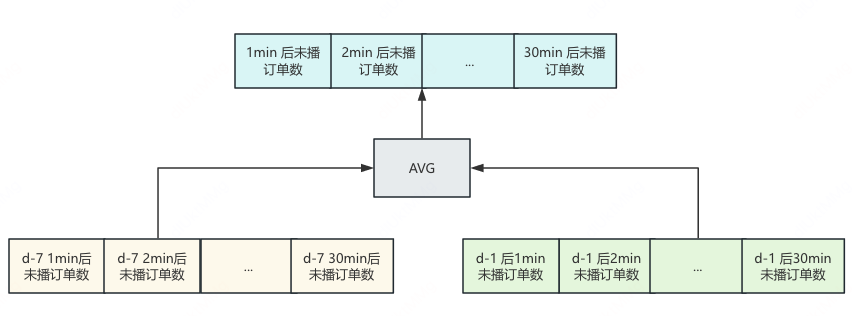 1min 后未播
订单数
2min 后未播
订单数
...
30min 后未播
订单数
AVG
d-7 1min后
未播订单数
d-7 2min后
未播订单数
...
d-7 30min后
未播订单数
d-1 后1min
未播订单数
d-1 后2min
未播订单数
...
d-1 后30min
未播订单数